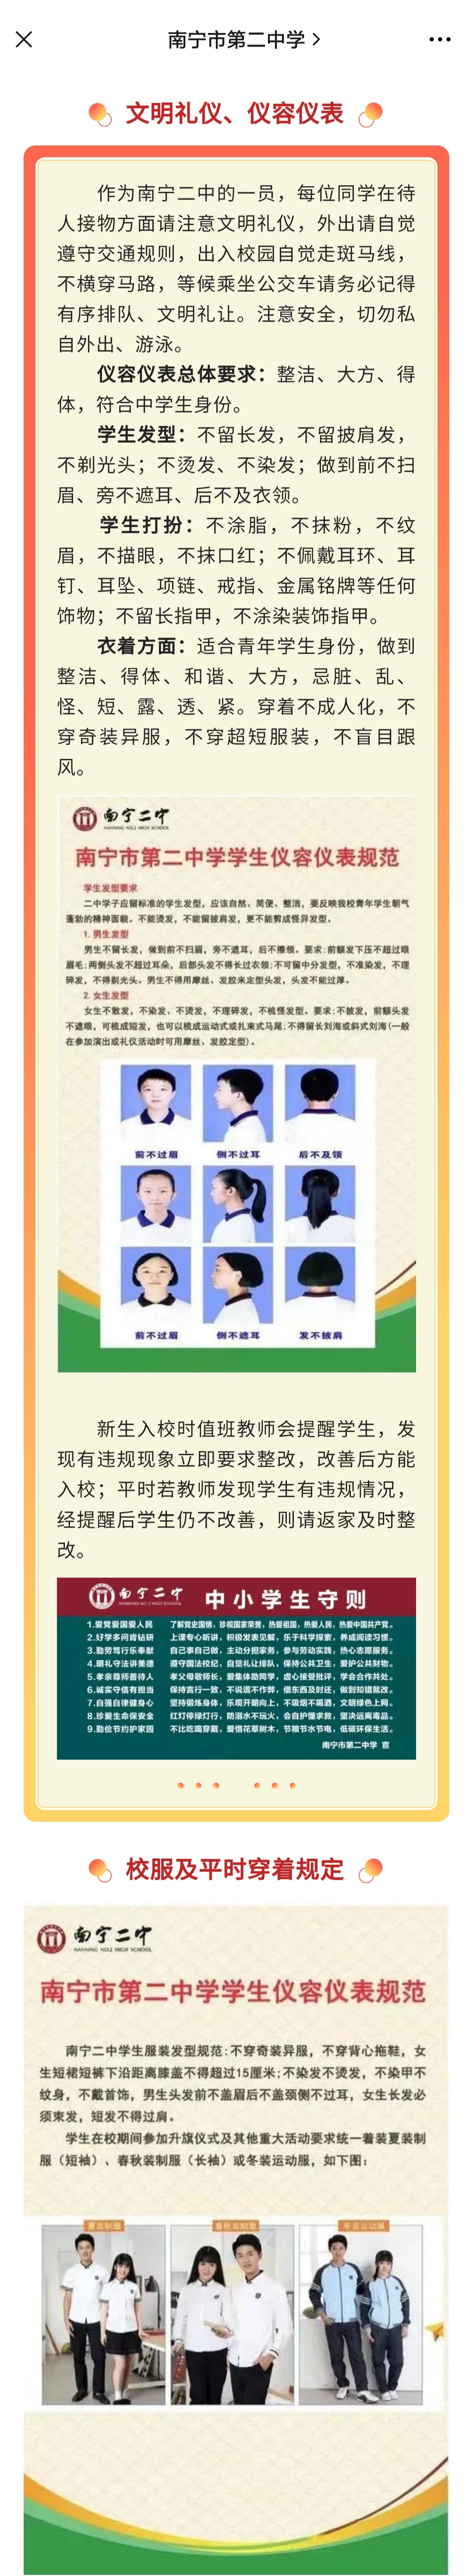 南宁市第二中学
文明礼仪、仪容仪表
作为南宁二中的一员，每位同学在待
人接物方面请注意文明礼仪，外出请自觉
遵守交通规则，出入校园自觉走斑马线，
不横穿马路，等候乘坐公交车请务必记得
有序排队、文明礼让。注意安全，切勿私
自外出、游泳。
仪容仪表总体要求：整洁、大方、得
体，符合中学生身份。
学生发型：不留长发，不留披肩发，
不剃光头；不烫发、不染发；做到前不扫
眉、旁不遮耳、后不及衣领。
学生打扮：不涂脂，不抹粉，不纹
眉，不描眼，不抹口红；不佩戴耳环、耳
钉、耳坠、项链、戒指、金属铭牌等任何
饰物；不留长指甲，不涂染装饰指甲。
衣着方面：适合青年学生身份，做到
整洁、得体、和谐、大方，忌脏、乱、
怪、短、露、透、紧。穿着不成人化，不
穿奇装异服，不穿超短服装，不盲目跟
风。
南宁二中
NANNING NO.2 HIGH SCHOOL
南宁市第二中学学生仪容仪表规范
学生发型要求
二中学子应留标准的学生发型，应该自然、简便、整洁，要反映我校青年学生朝气
蓬勃的精神面貌。不能烫发，不能留披肩发，更不能剪成怪异发型。
1. 男生发型
男生不留长发，做到前不扫眉，旁不遮耳，后不擦领。要求:前额发下压不超过眼
眉毛;两侧头发不超过耳朵，后部头发不得长过衣领;不可留中分发型，不准染发，不理
碎发，不得剃光头。男生不得用摩丝、发胶来定型头发，头发不能过厚。
2. 女生发型
女生不散发，不染发、不烫发，不理碎发，不梳怪发型。要求:不披发，前额头发
不遮眼，可梳成短发，也可以梳成运动式或扎束式马尾;不得留长刘海或斜式刘海(一般
在参加演出或礼仪活动时可用摩丝、发胶定型)。
前不过眉 侧不过耳 后不及领
前不过眉 侧不遮耳 发不披肩
新生入校时值班教师会提醒学生，发
现有违规现象立即要求整改，改善后方能
入校；平时若教师发现学生有违规情况，
经提醒后学生仍不改善，则请返家及时整
改。
南宁二中 中小学生守则
NANNING NO.2 HIGH SCHOOL
1.爱党爱国爱人民 了解党史国情，珍视国家荣誉，热爱祖国，热爱人民，热爱中国共产党。
2.好学多问肯钻研 上课专心听讲，积极发表见解，乐于科学探索，养成阅读习惯。
3.勤劳笃行乐奉献 自己事自己做，主动分担家务，参与劳动实践，热心志愿服务。
4.明礼守法讲美德 遵守国法校纪，自觉礼让排队，保持公共卫生，爱护公共财物。
5.孝亲尊师善待人 孝父母敬师长，爱集体助同学，虚心接受批评，学会合作共处。
6.诚实守信有担当 保持言行一致，不说谎不作弊，借东西及时还，做到知错就改。
7.自强自律健身心 坚持锻炼身体，乐观开朗向上，不吸烟不喝酒，文明绿色上网。
8.珍爱生命保安全 红灯停绿灯行，防溺水不玩火，会自护懂求救，坚决远离毒品。
9.勤俭节约护家园 不比吃喝穿戴，爱惜花草树木，节粮节水节电，低碳环保生活。
南宁市第二中学 宣
校服及平时穿着规定
南宁二中
NANNING NO.2 HIGH SCHOOL
南宁市第二中学学生仪容仪表规范
南宁二中学生服装发型规范:不穿奇装异服，不穿背心拖鞋，女
生短裙短裤下沿距离膝盖不得超过15厘米;不染发不烫发，不染甲不
纹身，不戴首饰，男生头发前不盖眉后不盖颈侧不过耳，女生长发必
须束发，短发不得过肩。
学生在校期间参加升旗仪式及其他重大活动要求统一着装夏装制
服（短袖）、春秋装制服（长袖）或冬装运动服，如下图：
夏装制服 春秋装制服 冬装运动服